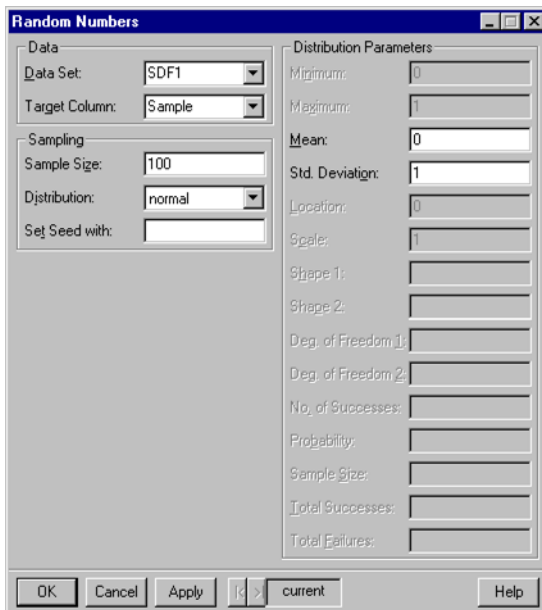 Random Numbers
Data
Data Set: SDF1
Target Column: Sample
Sampling
Sample Size: 100
Distribution: normal
Set Seed with:
Distribution Parameters
Minimum: 0
Maximum: 1
Mean: 0
Std. Deviation: 1
Location: 0
Scale: 1
Shape 1:
Shape 2:
Deg. of Freedom 1:
Deg. of Freedom 2:
No. of Successes:
Probability:
Sample Size:
Total Successes:
Total Failures:
OK Cancel Apply current Help